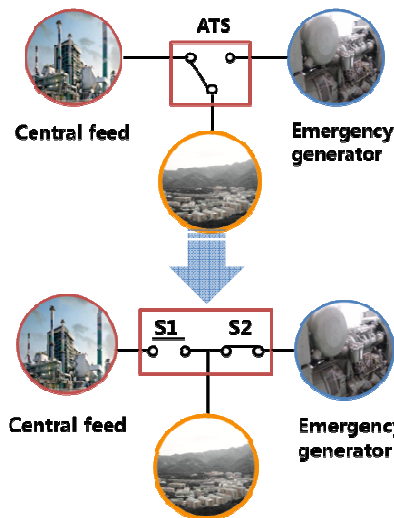 ATS
Central feed
Emergency
generator
S1
S2
Central feed
Emergency
generator